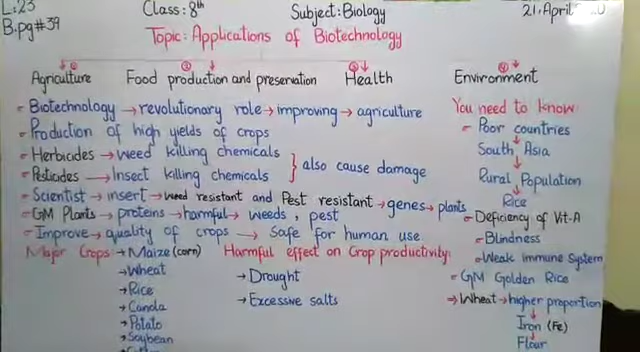 L:23 Class:8th Subject:Biology 21.April
B.pg#39
Topic:Applications of Biotechnology
① ③ ④
Agriculture Food production and preservation Health Environment
Biotechnology → revolutionary role → improving → agriculture
Production of high yields of crops
Herbicides → weed killing chemicals
Pesticides → Insect killing chemicals } also cause damage
Scientist → insert → weed resistant and Pest resistant → genes → plants
GM Plants → proteins → harmful → weeds, pest
Improve → quality of crops → Safe for human use.
Major Crops → Maize (corn)
→ Wheat
→ Rice
→ Canola
→ Potato
→ Soybean
Harmful effect on Crop productivity:
→ Drought
→ Excessive salts
You need to know:
Poor countries
↓
South Asia
↓
Rural Population
↓
Rice
Deficiency of Vit-A
Blindness
Weak immune System
GM Golden Rice
⇒ Wheat → higher proportion
↓
Iron (Fe)
↓
Flour